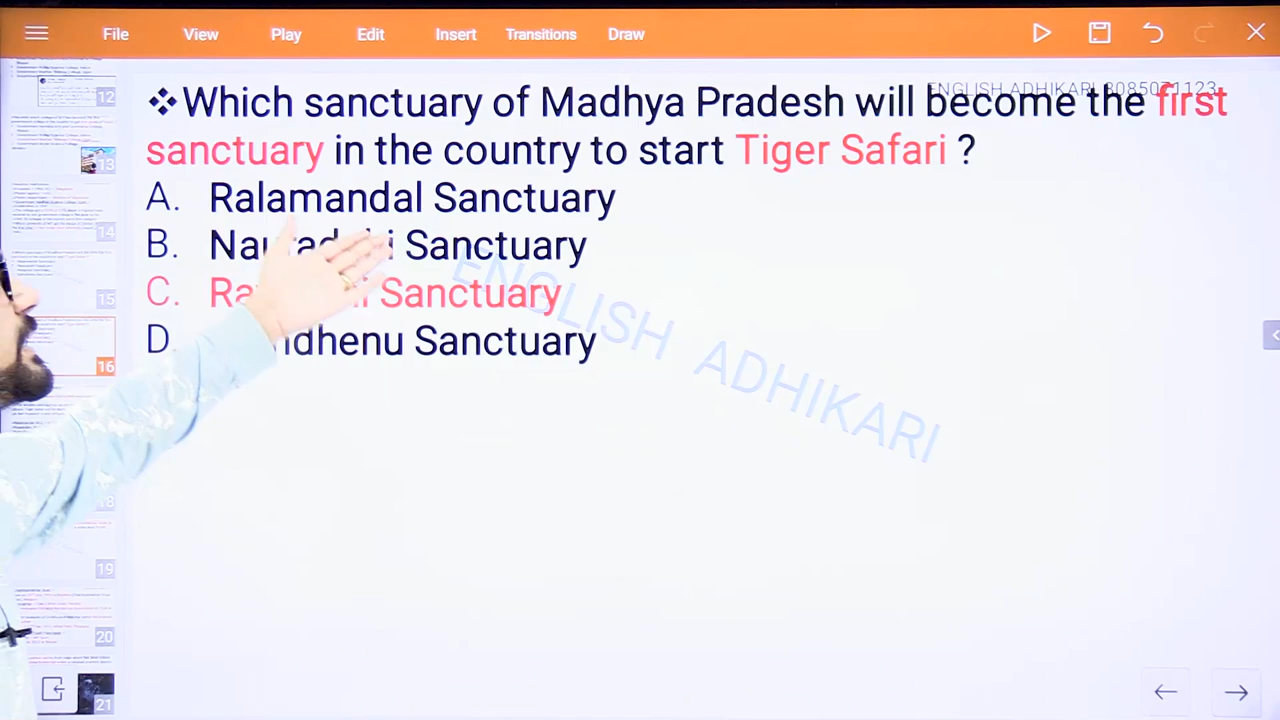 File View Play Edit Insert Transitions Draw
ENGLISH ADHIKARI 8085071123
❖Which sanctuary of Madhya Pradesh will become the first
sanctuary in the country to start Tiger Safari ?
A. Ralamandal Sanctuary
B. Sanctuary
C. Sanctuary
D Sanctuary
ENGLISH ADHIKARI
12
13
14
15
16
18
19
20
21